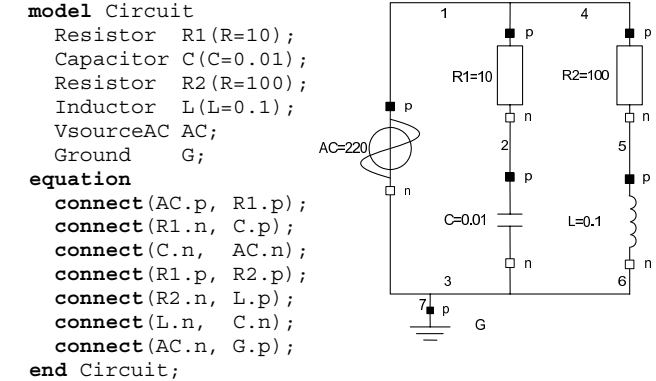 model Circuit
Resistor R1(R=10);
Capacitor C(C=0.01);
Resistor R2(R=100);
Inductor L(L=0.1);
VsourceAC AC;
Ground G;
equation
connect(AC.p, R1.p);
connect(R1.n, C.p);
connect(C.n, AC.n);
connect(R1.p, R2.p);
connect(R2.n, L.p);
connect(L.n, C.n);
connect(AC.n, G.p);
end Circuit;
1 4
p p
R1=10 R2=100
p
n n
AC=220 2 5
p p
n
C=0.01 L=0.1
n n
3 6
7 p
G